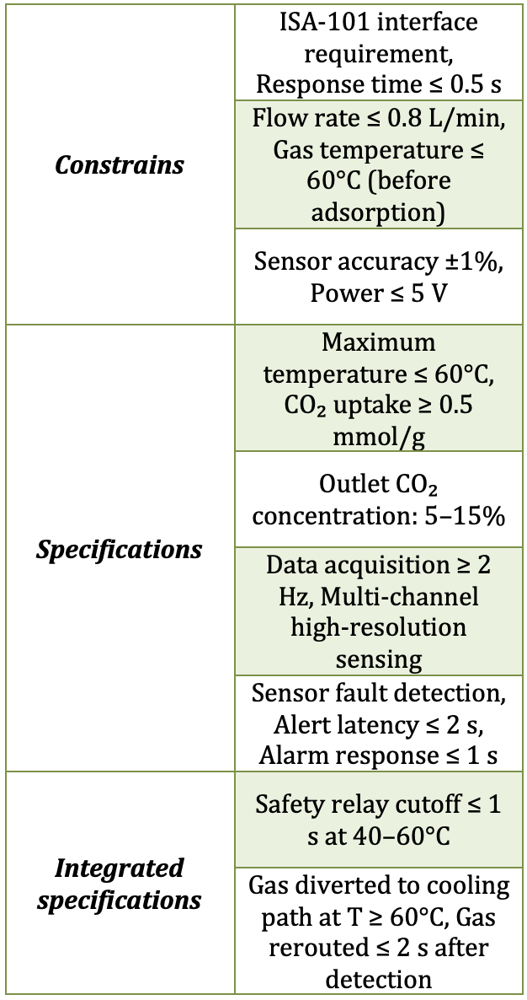 Constrains
ISA-101 interface
requirement,
Response time ≤ 0.5 s
Flow rate ≤ 0.8 L/min,
Gas temperature ≤
60°C (before
adsorption)
Sensor accuracy ±1%,
Power ≤ 5 V
Specifications
Maximum
temperature ≤ 60°C,
CO₂ uptake ≥ 0.5
mmol/g
Outlet CO₂
concentration: 5–15%
Data acquisition ≥ 2
Hz, Multi-channel
high-resolution
sensing
Sensor fault detection,
Alert latency ≤ 2 s,
Alarm response ≤ 1 s
Integrated
specifications
Safety relay cutoff ≤ 1
s at 40–60°C
Gas diverted to cooling
path at T ≥ 60°C, Gas
rerouted ≤ 2 s after
detection